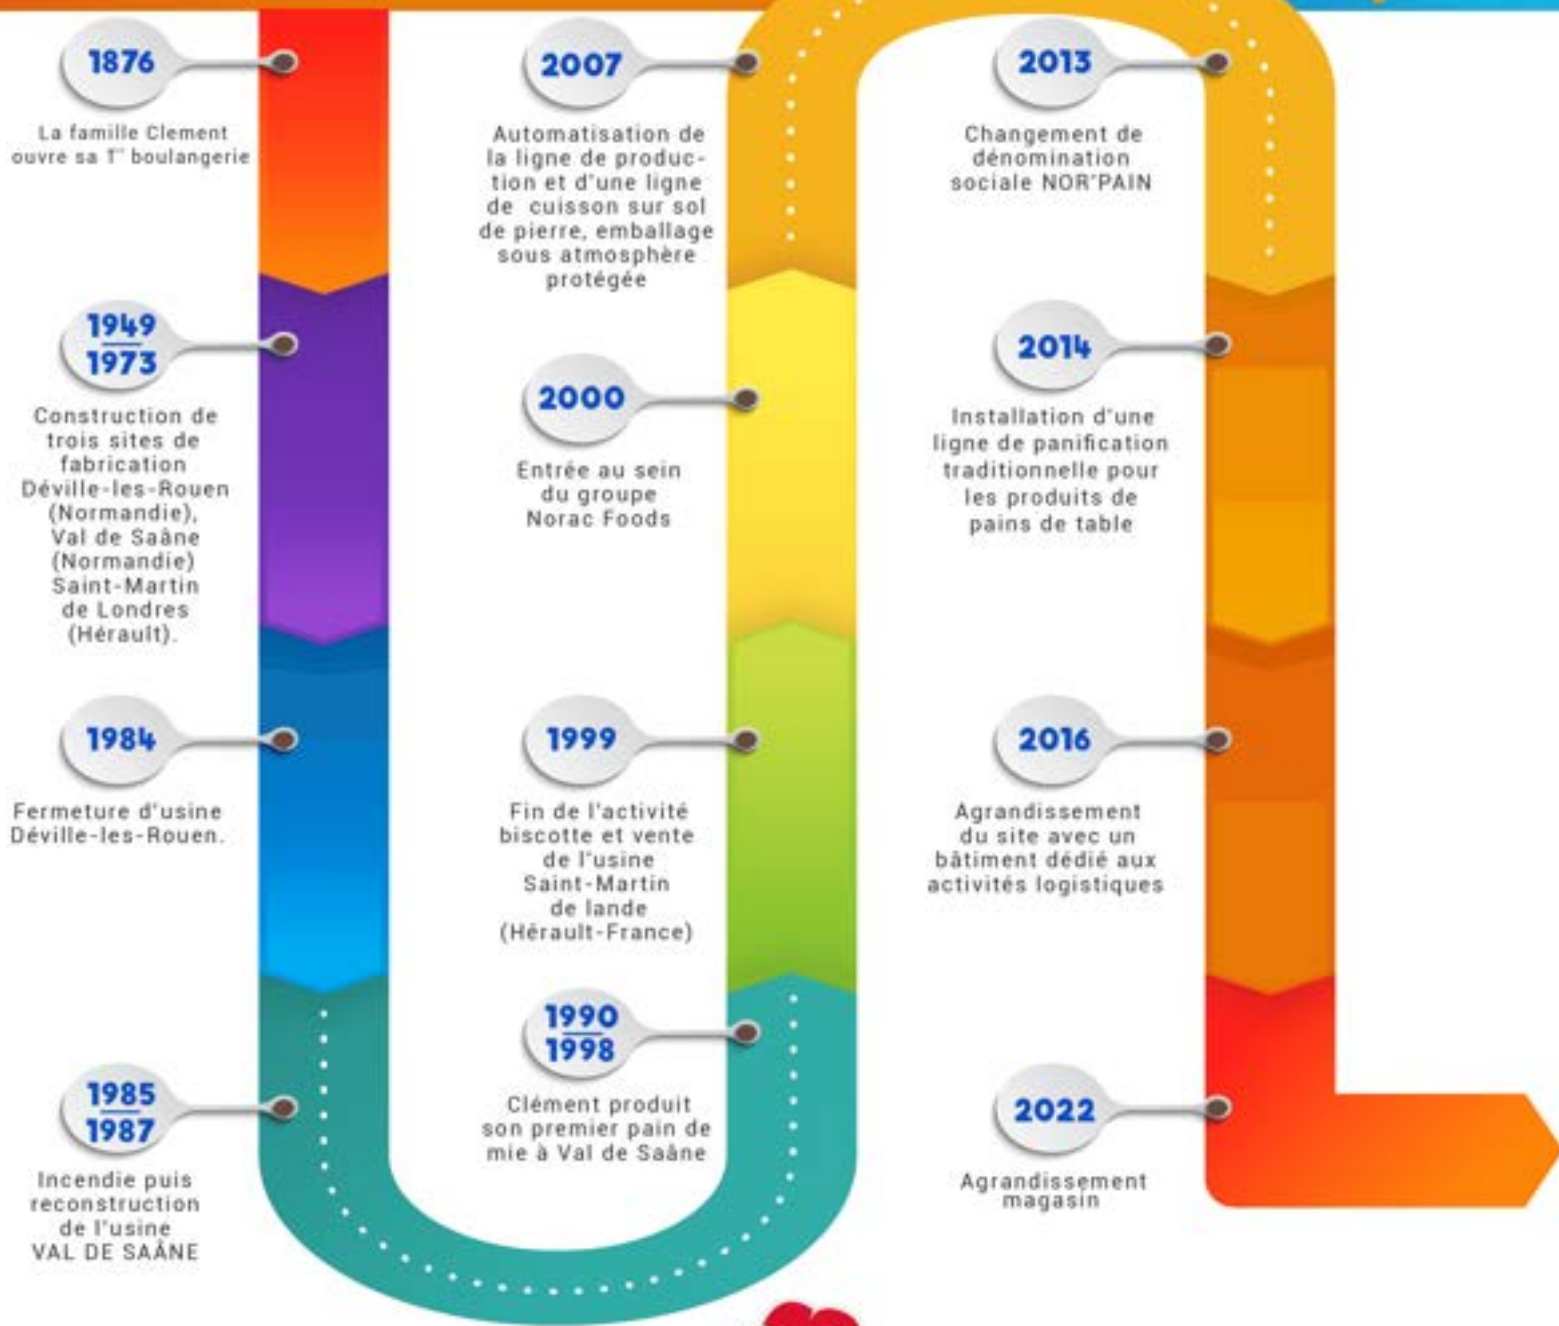 1876
La famille Clement
ouvre sa 1re boulangerie
1949
1973
Construction de
trois sites de
fabrication
Déville-les-Rouen
(Normandie),
Val de Saâne
(Normandie)
Saint-Martin
de Londres
(Hérault).
1984
Fermeture d'usine
Déville-les-Rouen.
1985
1987
Incendie puis
reconstruction
de l'usine
VAL DE SAÂNE
1990
1998
Clément produit
son premier pain de
mie à Val de Saâne
1999
Fin de l'activité
biscotte et vente
de l'usine
Saint-Martin
de lande
(Hérault-France)
2000
Entrée au sein
du groupe
Norac Foods
2007
Automatisation de
la ligne de produc-
tion et d'une ligne
de cuisson sur sol
de pierre, emballage
sous atmosphère
protégée
2013
Changement de
dénomination
sociale NOR'PAIN
2014
Installation d'une
ligne de panification
traditionnelle pour
les produits de
pains de table
2016
Agrandissement
du site avec un
bâtiment dédié aux
activités logistiques
2022
Agrandissement
magasin